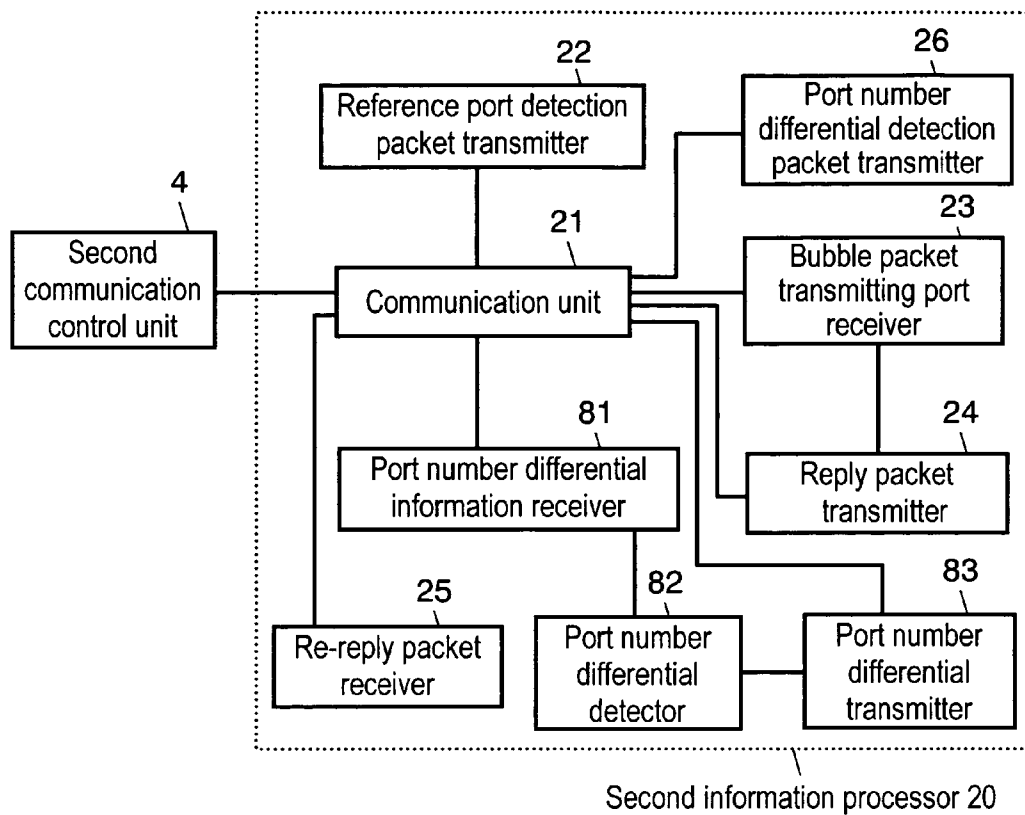 22
Reference port detection
packet transmitter
26
Port number
differential detection
packet transmitter
4
Second
communication
control unit
21
Communication unit
23
Bubble packet
transmitting port
receiver
81
Port number differential
information receiver
24
Reply packet
transmitter
25
Re-reply packet
receiver
82
Port number
differential
detector
83
Port number
differential
transmitter
Second information processor 20